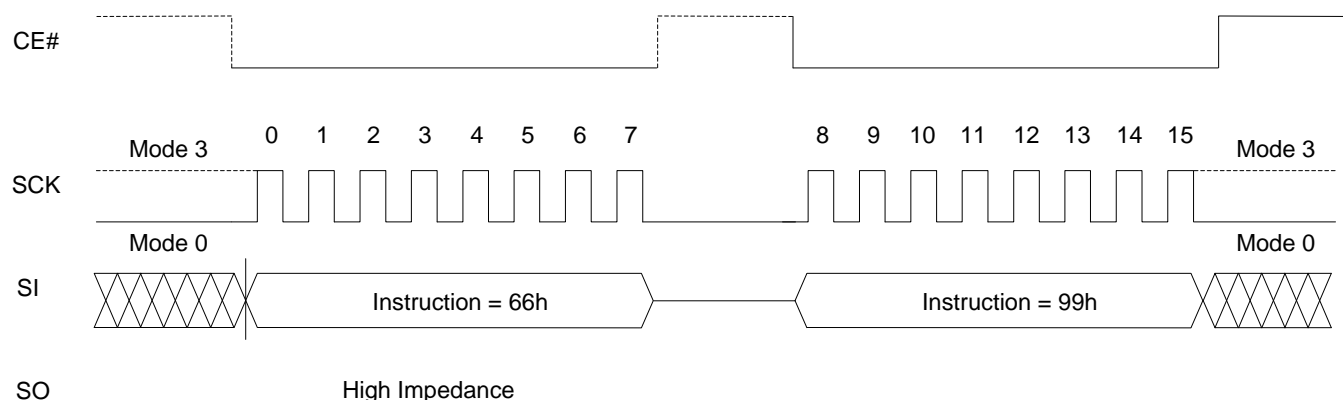 CE#
0 1 2 3 4 5 6 7 8 9 10 11 12 13 14 15
Mode 3 Mode 3
SCK
Mode 0 Mode 0
SI
Instruction = 66h Instruction = 99h
SO High Impedance